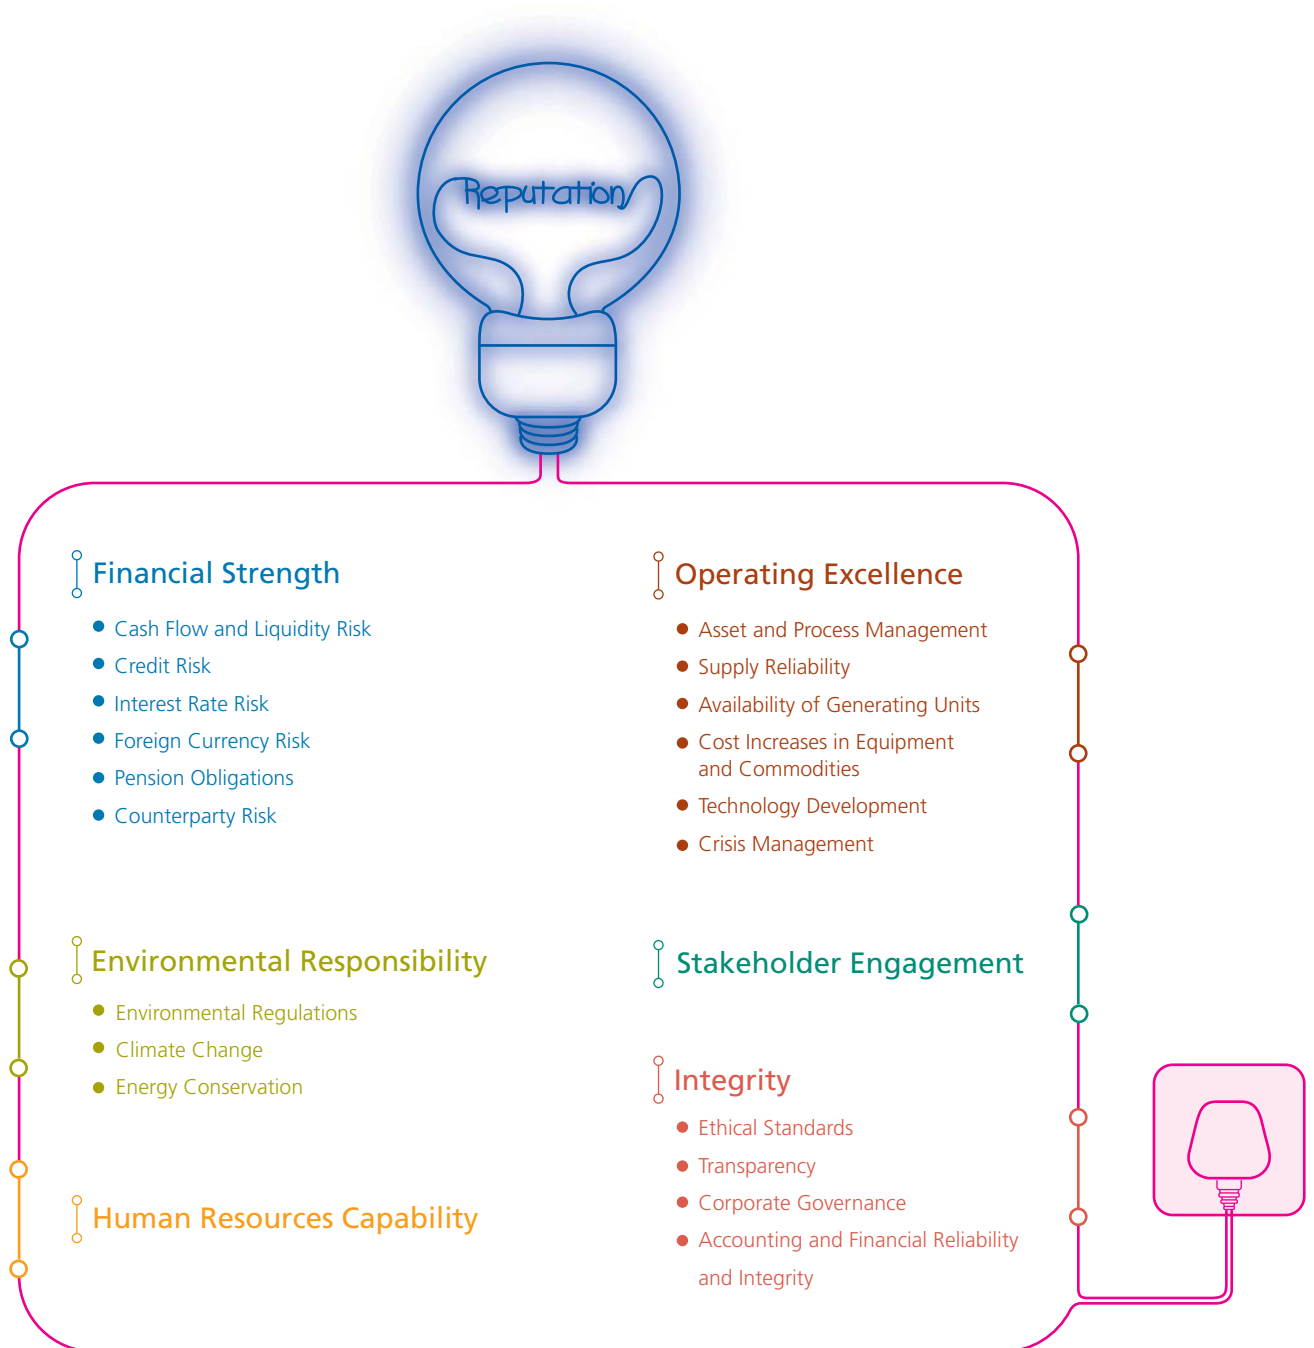 Reputation
Financial Strength
Cash Flow and Liquidity Risk
Credit Risk
Interest Rate Risk
Foreign Currency Risk
Pension Obligations
Counterparty Risk
Operating Excellence
Asset and Process Management
Supply Reliability
Availability of Generating Units
Cost Increases in Equipment
and Commodities
Technology Development
Crisis Management
Environmental Responsibility
Environmental Regulations
Climate Change
Energy Conservation
Stakeholder Engagement
Human Resources Capability
Integrity
Ethical Standards
Transparency
Corporate Governance
Accounting and Financial Reliability
and Integrity